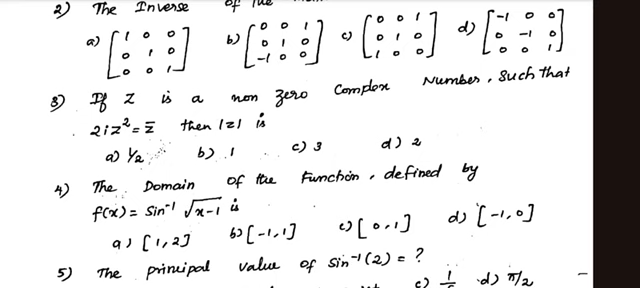 2) The Inverse of the
a) [1 0 0 b) [0 0 1 c) [0 0 1 d) [-1 0 0
0 1 0 0 1 0 0 1 0 0 -1 0
0 0 1] -1 0 0] 1 0 0] 0 0 1]
3) If z is a non zero Complex Number, Such that
2iz² = z̄ then |z| is
a) 1/2 b) 1 c) 3 d) 2
4) The Domain of the Function, defined by
f(x) = Sin⁻¹ √x-1 is
a) [1,2] b) [-1,1] c) [0,1] d) [-1,0]
5) The prinipal value of Sin⁻¹(2) = ?
c) d) π/2